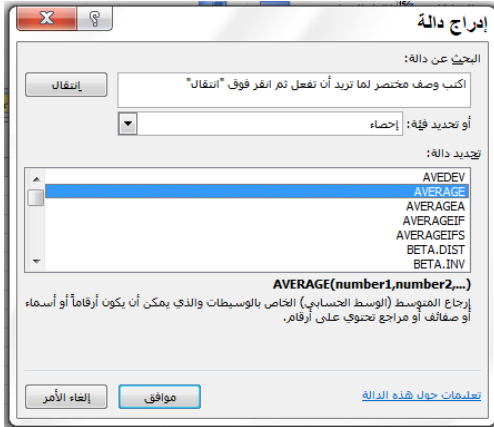 إدراج دالة
البحث عن دالة:
اكتب وصف مختصر لما تريد أن تفعل ثم انقر فوق "انتقال"
إنتقال
أو تحديد فئة: إحصاء
تحديد دالة:
AVEDEV
AVERAGE
AVERAGEA
AVERAGEIF
AVERAGEIFS
BETA.DIST
BETA.INV
AVERAGE(number1,number2,...)
إرجاع المتوسط (الوسط الحسابي) الخاص بالوسيطات والذي يمكن أن يكون أرقاماً أو أسماء
أو صفائف أو مراجع تحتوي على أرقام.
تعليمات حول هذه الدالة
موافق
إلغاء الأمر